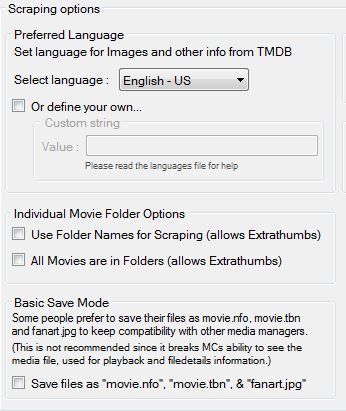 Scraping options
Preferred Language
Set language for Images and other info from TMDB
Select language : English - US
Or define your own...
Custom string
Value :
Please read the languages file for help
Individual Movie Folder Options
Use Folder Names for Scraping (allows Extrathumbs)
All Movies are in Folders (allows Extrathumbs)
Basic Save Mode
Some people prefer to save their files as movie.nfo, movie.tbn
and fanart.jpg to keep compatibility with other media managers.
(This is not recommended since it breaks MCs ability to see the
media file, used for playback and filedetails information.)
Save files as "movie.nfo", "movie.tbn", & "fanart.jpg"